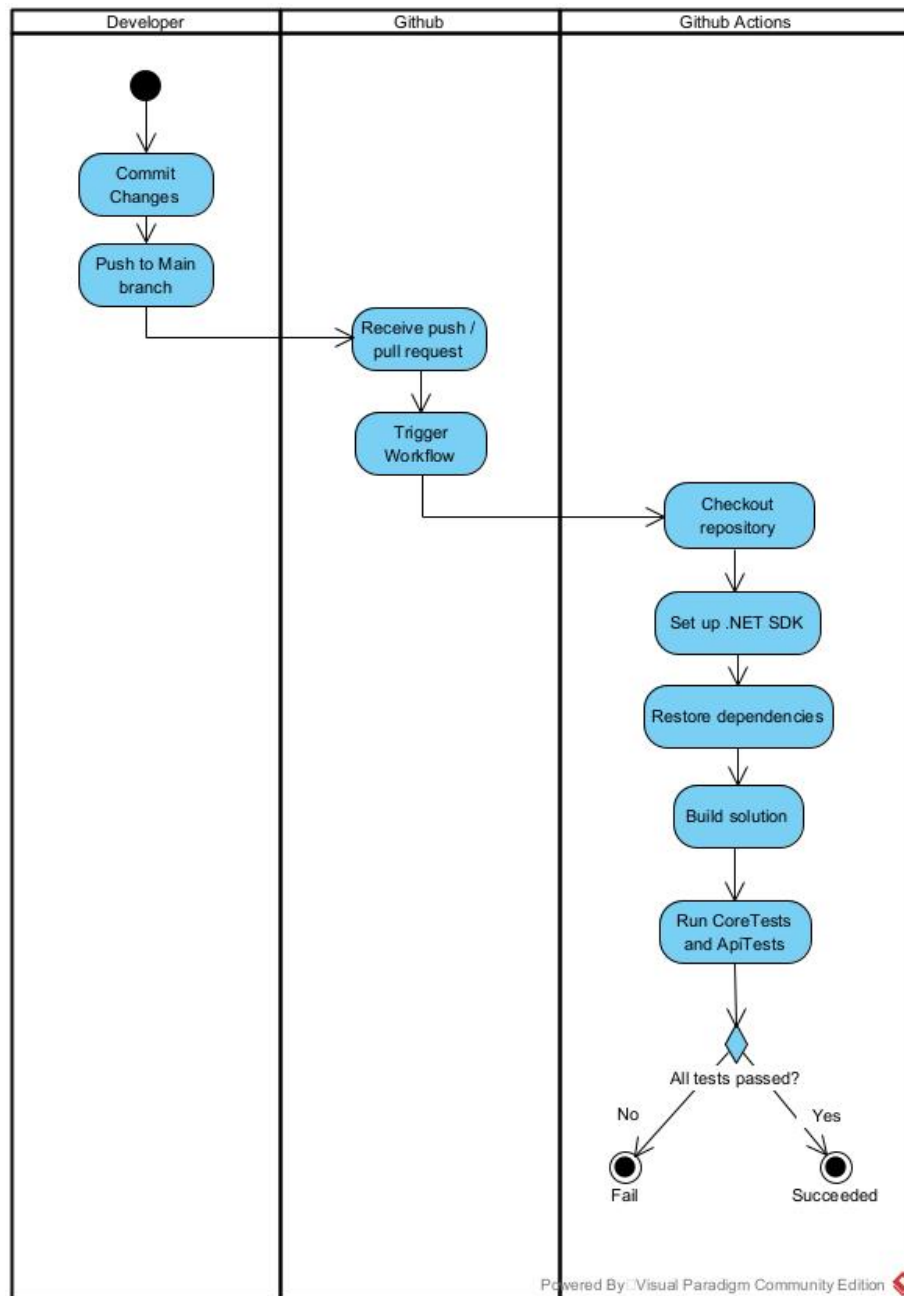 Developer
Github
Github Actions
Commit
Changes
Push to Main
branch
Receive push /
pull request
Trigger
Workflow
Checkout
repository
Set up .NET SDK
Restore dependencies
Build solution
Run CoreTests
and ApiTests
All tests passed?
No
Yes
Fail
Succeeded
Powered By Visual Paradigm Community Edition